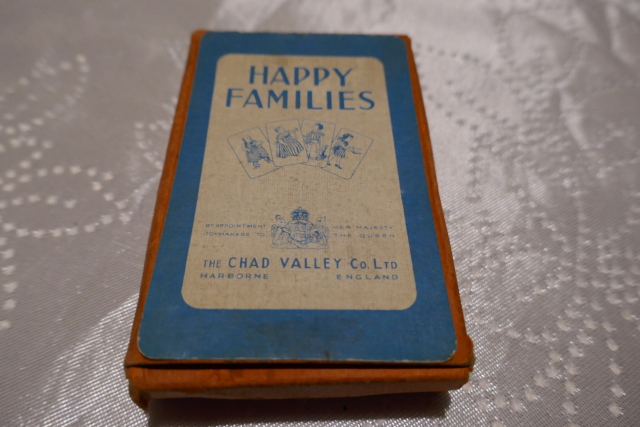 HAPPY
FAMILIES
BY APPOINTMENT HER MAJESTY
TOYMAKERS TO THE QUEEN
THE CHAD VALLEY CO. LTD
HARBORNE ENGLAND